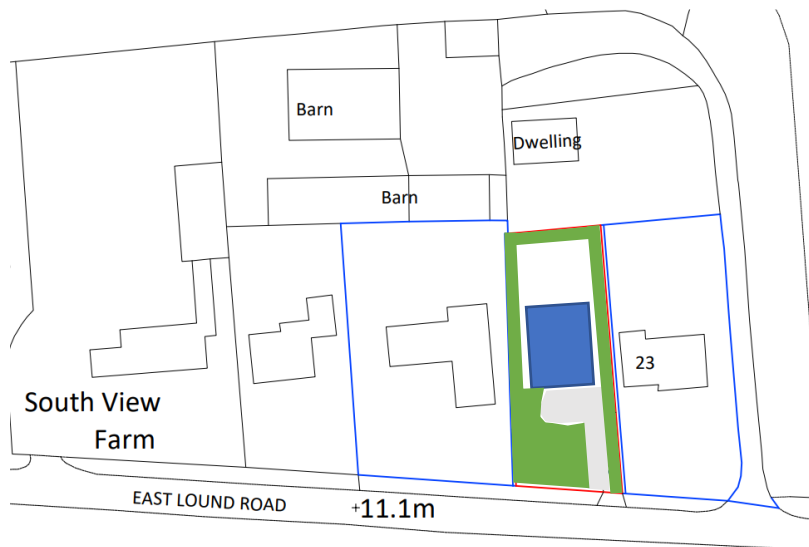 Barn
Dwelling
Barn
23
South View
Farm
EAST LOUND ROAD
+11.1m